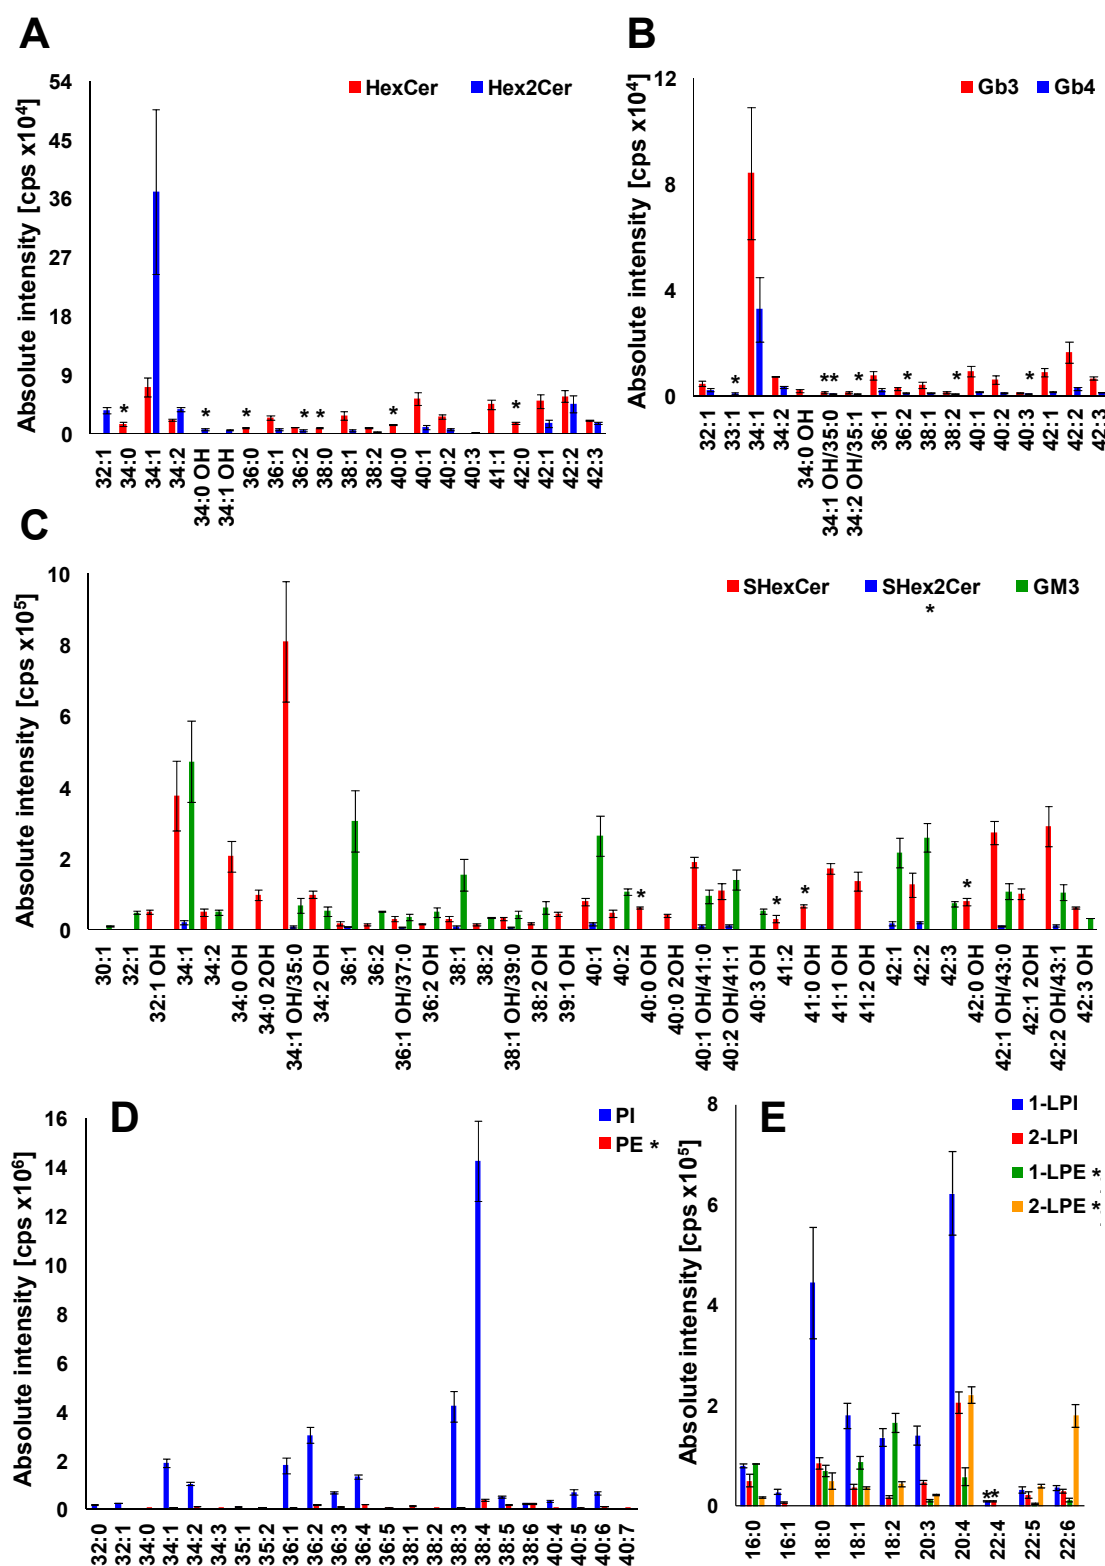 A
HexCer Hex2Cer
Absolute intensity [cps x10⁴]
54
45
36
27
18
9
0
* * * * * * *
32:1 34:0 34:1 34:2 34:0 OH 34:1 OH 36:0 36:1 36:2 38:0 38:1 38:2 40:0 40:1 40:2 40:3 41:1 42:0 42:1 42:2 42:3
B
Gb3 Gb4
Absolute intensity [cps x10⁴]
12
8
4
0
* ** * * * *
32:1 33:1 34:1 34:2 34:0 OH 34:1 OH/35:0 34:2 OH/35:1 36:1 36:2 38:1 38:2 40:1 40:2 40:3 42:1 42:2 42:3
C
SHexCer SHex2Cer GM3
*
Absolute intensity [cps x10⁵]
10
8
6
4
2
0
* * * *
30:1 32:1 32:1 OH 34:1 34:2 34:0 OH 34:0 2OH 34:1 OH/35:0 34:2 OH 36:1 36:2 36:1 OH/37:0 36:2 OH 38:1 38:2 38:1 OH/39:0 38:2 OH 39:1 OH 40:1 40:2 40:0 OH 40:0 2OH 40:1 OH/41:0 40:2 OH/41:1 40:3 OH 41:2 41:0 OH 41:1 OH 41:2 OH 42:1 42:2 42:3 42:0 OH 42:1 OH/43:0 42:1 2OH 42:2 OH/43:1 42:3 OH
D
PI
PE *
Absolute intensity [cps x10⁶]
16
14
12
10
8
6
4
2
0
32:0 32:1 34:0 34:1 34:2 34:3 35:1 35:2 36:1 36:2 36:3 36:4 36:5 38:1 38:2 38:3 38:4 38:5 38:6 40:4 40:5 40:6 40:7
E
1-LPI
2-LPI
1-LPE *
2-LPE *
Absolute intensity [cps x10⁵]
8
6
4
2
0
**
16:0 16:1 18:0 18:1 18:2 20:3 20:4 22:4 22:5 22:6